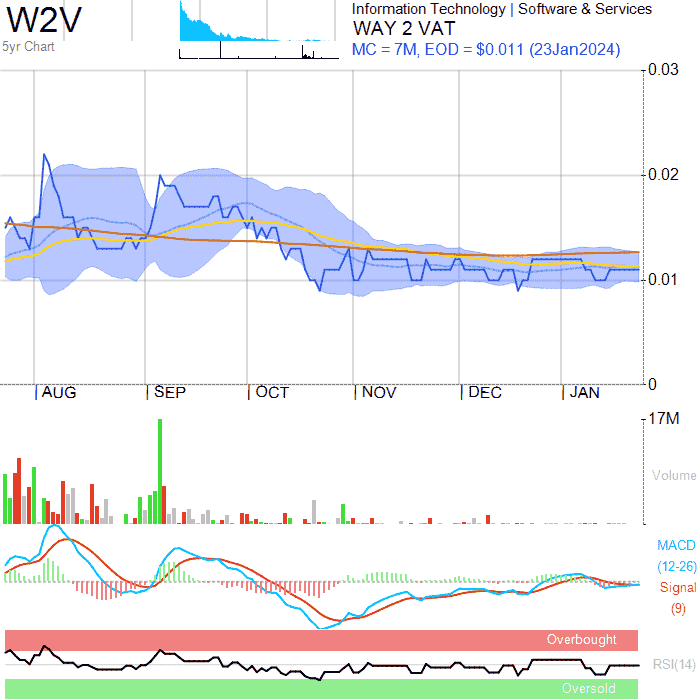 W2V
5yr Chart
Information Technology | Software & Services
WAY 2 VAT
MC = 7M, EOD = $0.011 (23Jan2024)
0.03
0.02
0.01
0
AUG SEP OCT NOV DEC JAN
17M
Volume
MACD
(12-26)
Signal
(9)
Overbought
RSI(14)
Oversold